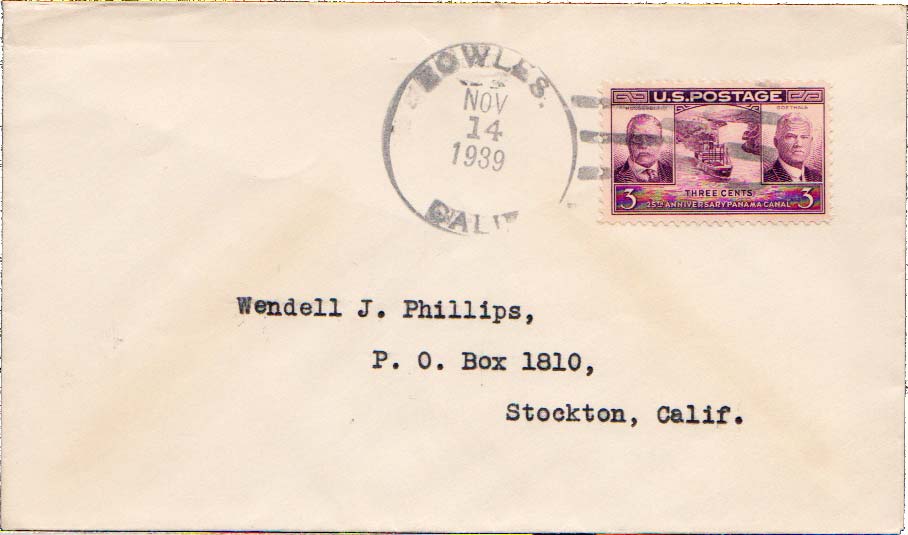 BOWLES.
NOV
14
1939
CALIF
U.S. POSTAGE
GOETHALS
THREE CENTS
3 25TH ANNIVERSARY PANAMA CANAL 3
Wendell J. Phillips,
P. O. Box 1810,
Stockton, Calif.